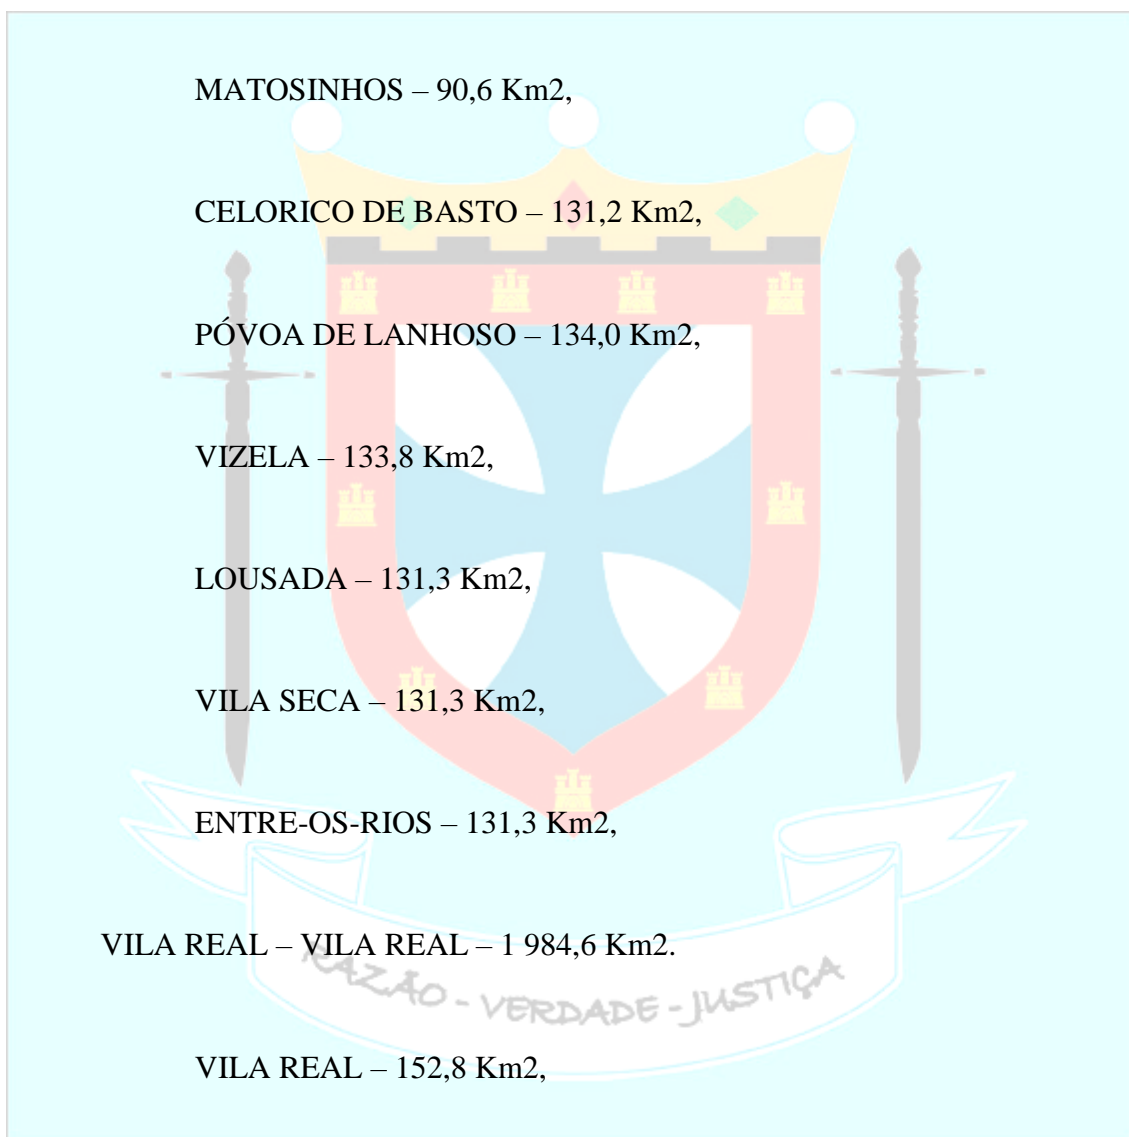 MATOSINHOS – 90,6 Km2,
CELORICO DE BASTO – 131,2 Km2,
PÓVOA DE LANHOSO – 134,0 Km2,
VIZELA – 133,8 Km2,
LOUSADA – 131,3 Km2,
VILA SECA – 131,3 Km2,
ENTRE-OS-RIOS – 131,3 Km2,
VILA REAL – VILA REAL – 1 984,6 Km2.
RAZÃO - VERDADE - JUSTIÇA
VILA REAL – 152,8 Km2,